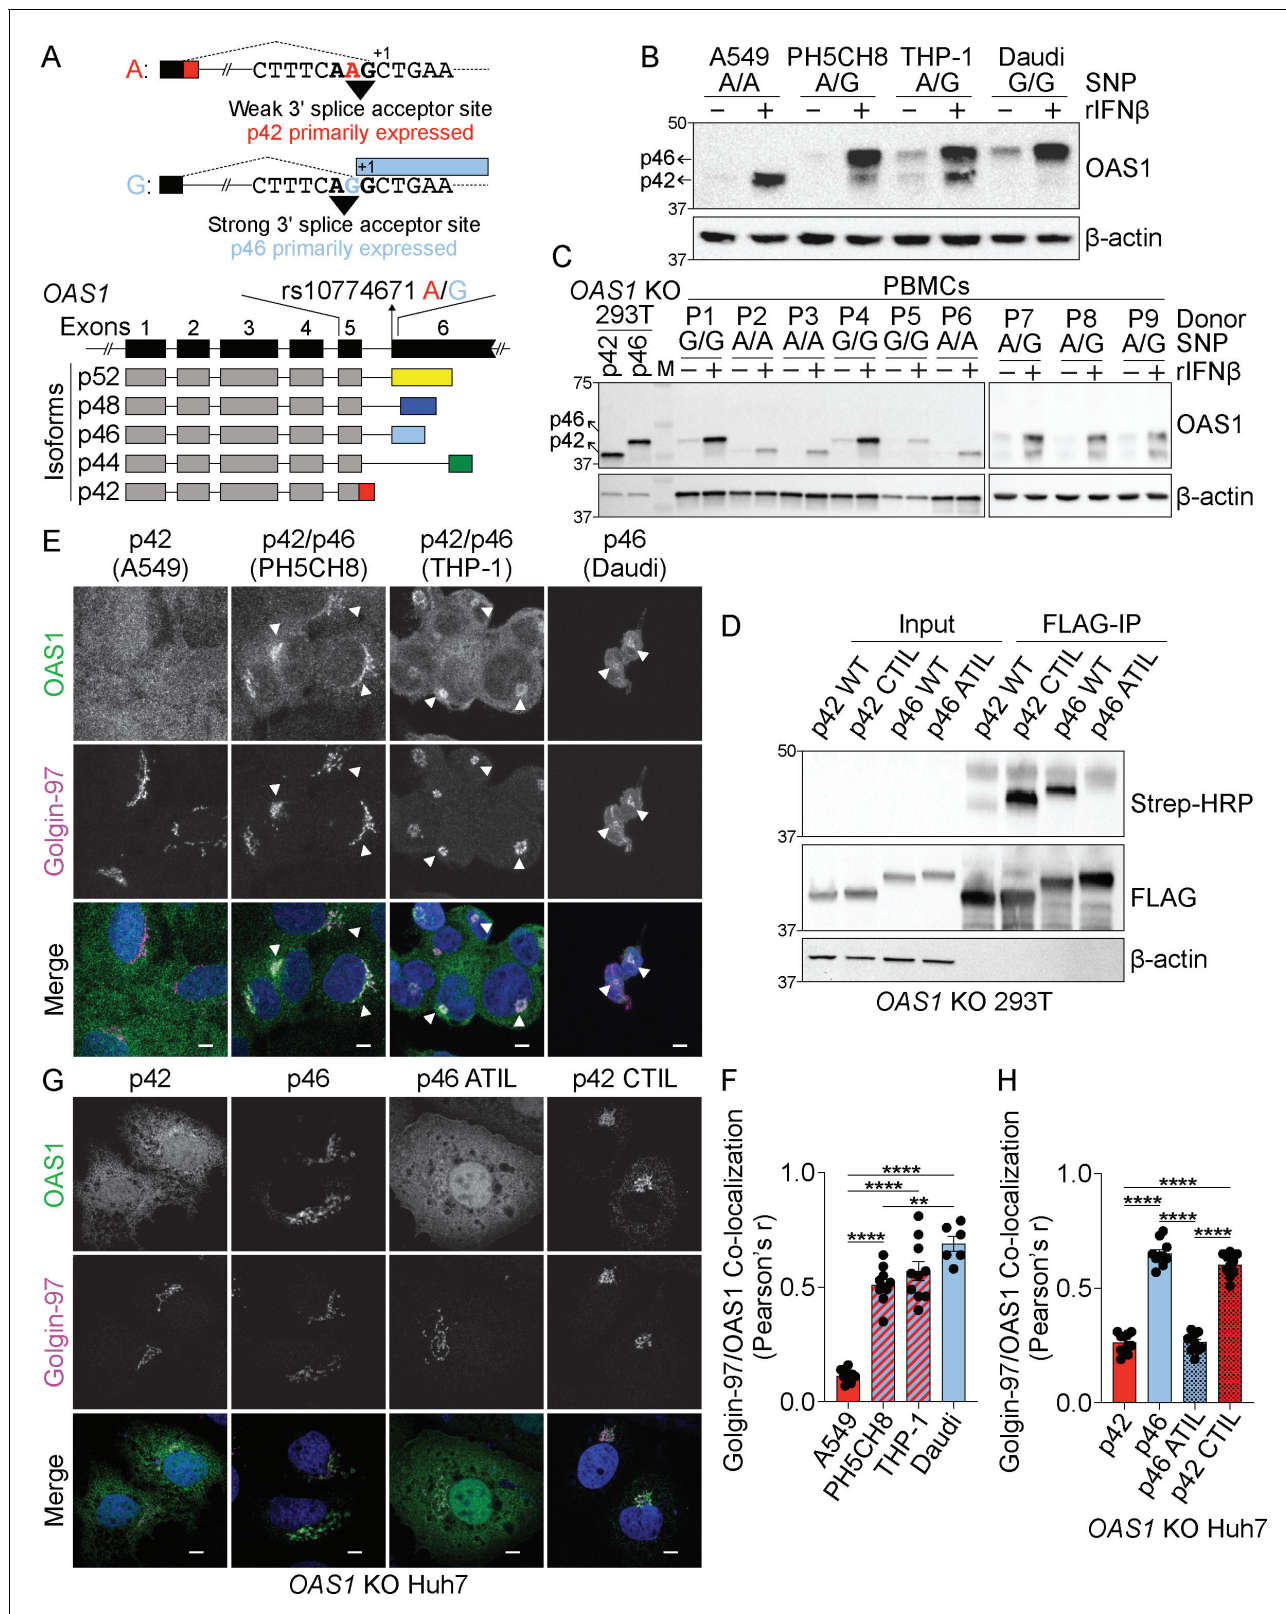 A
A:
+1
CTTTCAAGCTGAA
Weak 3' splice acceptor site
p42 primarily expressed
G:
+1
CTTTCAGGCTGAA
Strong 3' splice acceptor site
p46 primarily expressed
OAS1
rs10774671 A/G
Exons 1 2 3 4 5 6
Isoforms
p52
p48
p46
p44
p42
B
A549 PH5CH8 THP-1 Daudi
A/A A/G A/G G/G SNP
− + − + − + − + rIFNβ
50
p46
p42
37
OAS1
37
β-actin
C
OAS1 KO
293T
p42 p46 M
PBMCs
P1 P2 P3 P4 P5 P6 P7 P8 P9 Donor
G/G A/A A/A G/G G/G A/A A/G A/G A/G SNP
− + − + − + − + − + − + − + − + − + rIFNβ
75
p46
p42
37
OAS1
37
β-actin
D
Input FLAG-IP
p42 WT p42 CTIL p46 WT p46 ATIL p42 WT p42 CTIL p46 WT p46 ATIL
50
37
Strep-HRP
37
FLAG
37
β-actin
OAS1 KO 293T
E
p42 p42/p46 p42/p46 p46
(A549) (PH5CH8) (THP-1) (Daudi)
OAS1
Golgin-97
Merge
F
Golgin-97/OAS1 Co-localization
(Pearson's r)
1.0
0.5
0.0
****
****
**
****
A549 PH5CH8 THP-1 Daudi
G
p42 p46 p46 ATIL p42 CTIL
OAS1
Golgin-97
Merge
OAS1 KO Huh7
H
Golgin-97/OAS1 Co-localization
(Pearson's r)
1.0
0.5
0.0
****
****
****
****
p42 p46 p46 ATIL p42 CTIL
OAS1 KO Huh7